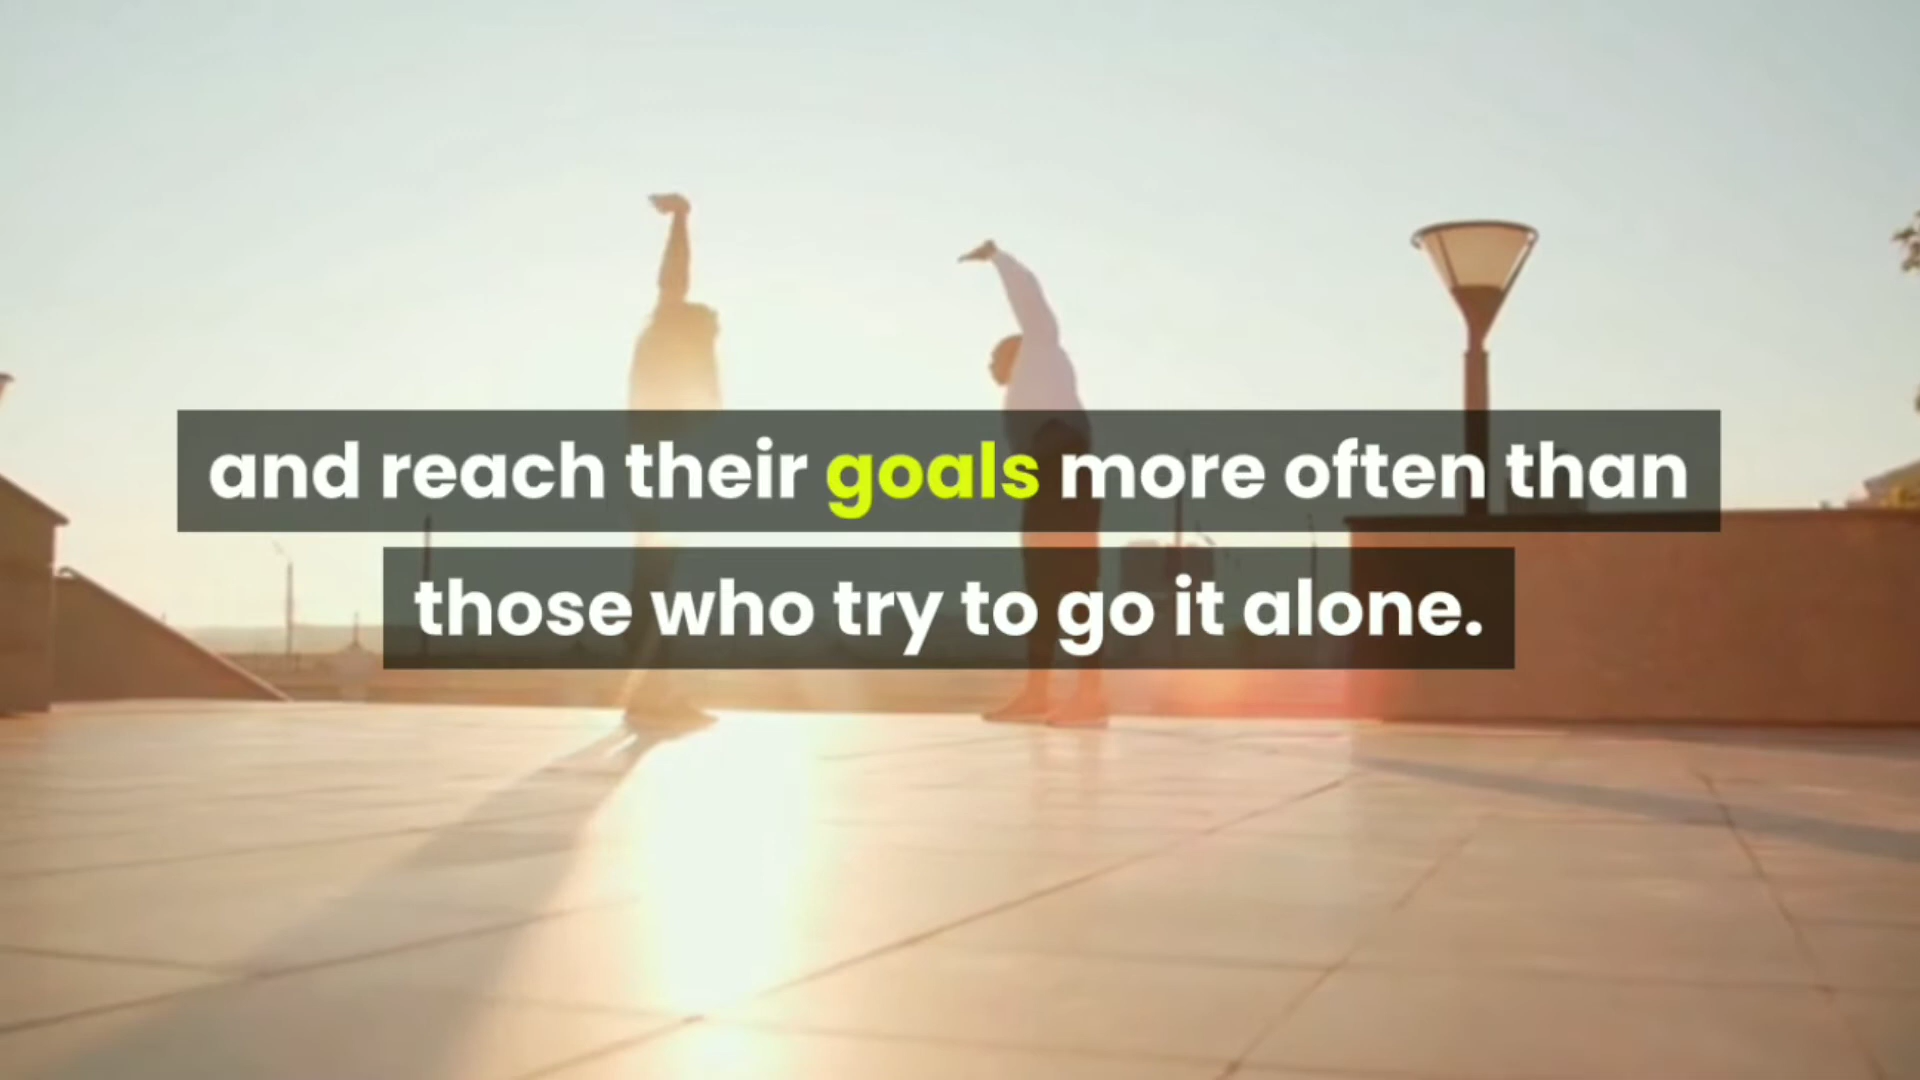 and reach their goals more often than
those who try to go it alone.